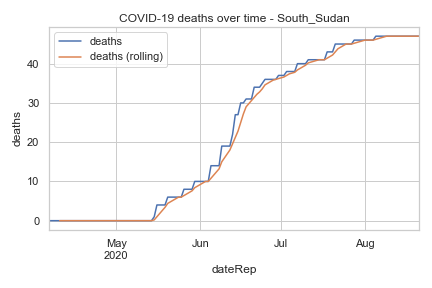 COVID-19 deaths over time - South_Sudan
deaths
deaths (rolling)
deaths
40
30
20
10
0
May
2020
Jun
Jul
Aug
dateRep